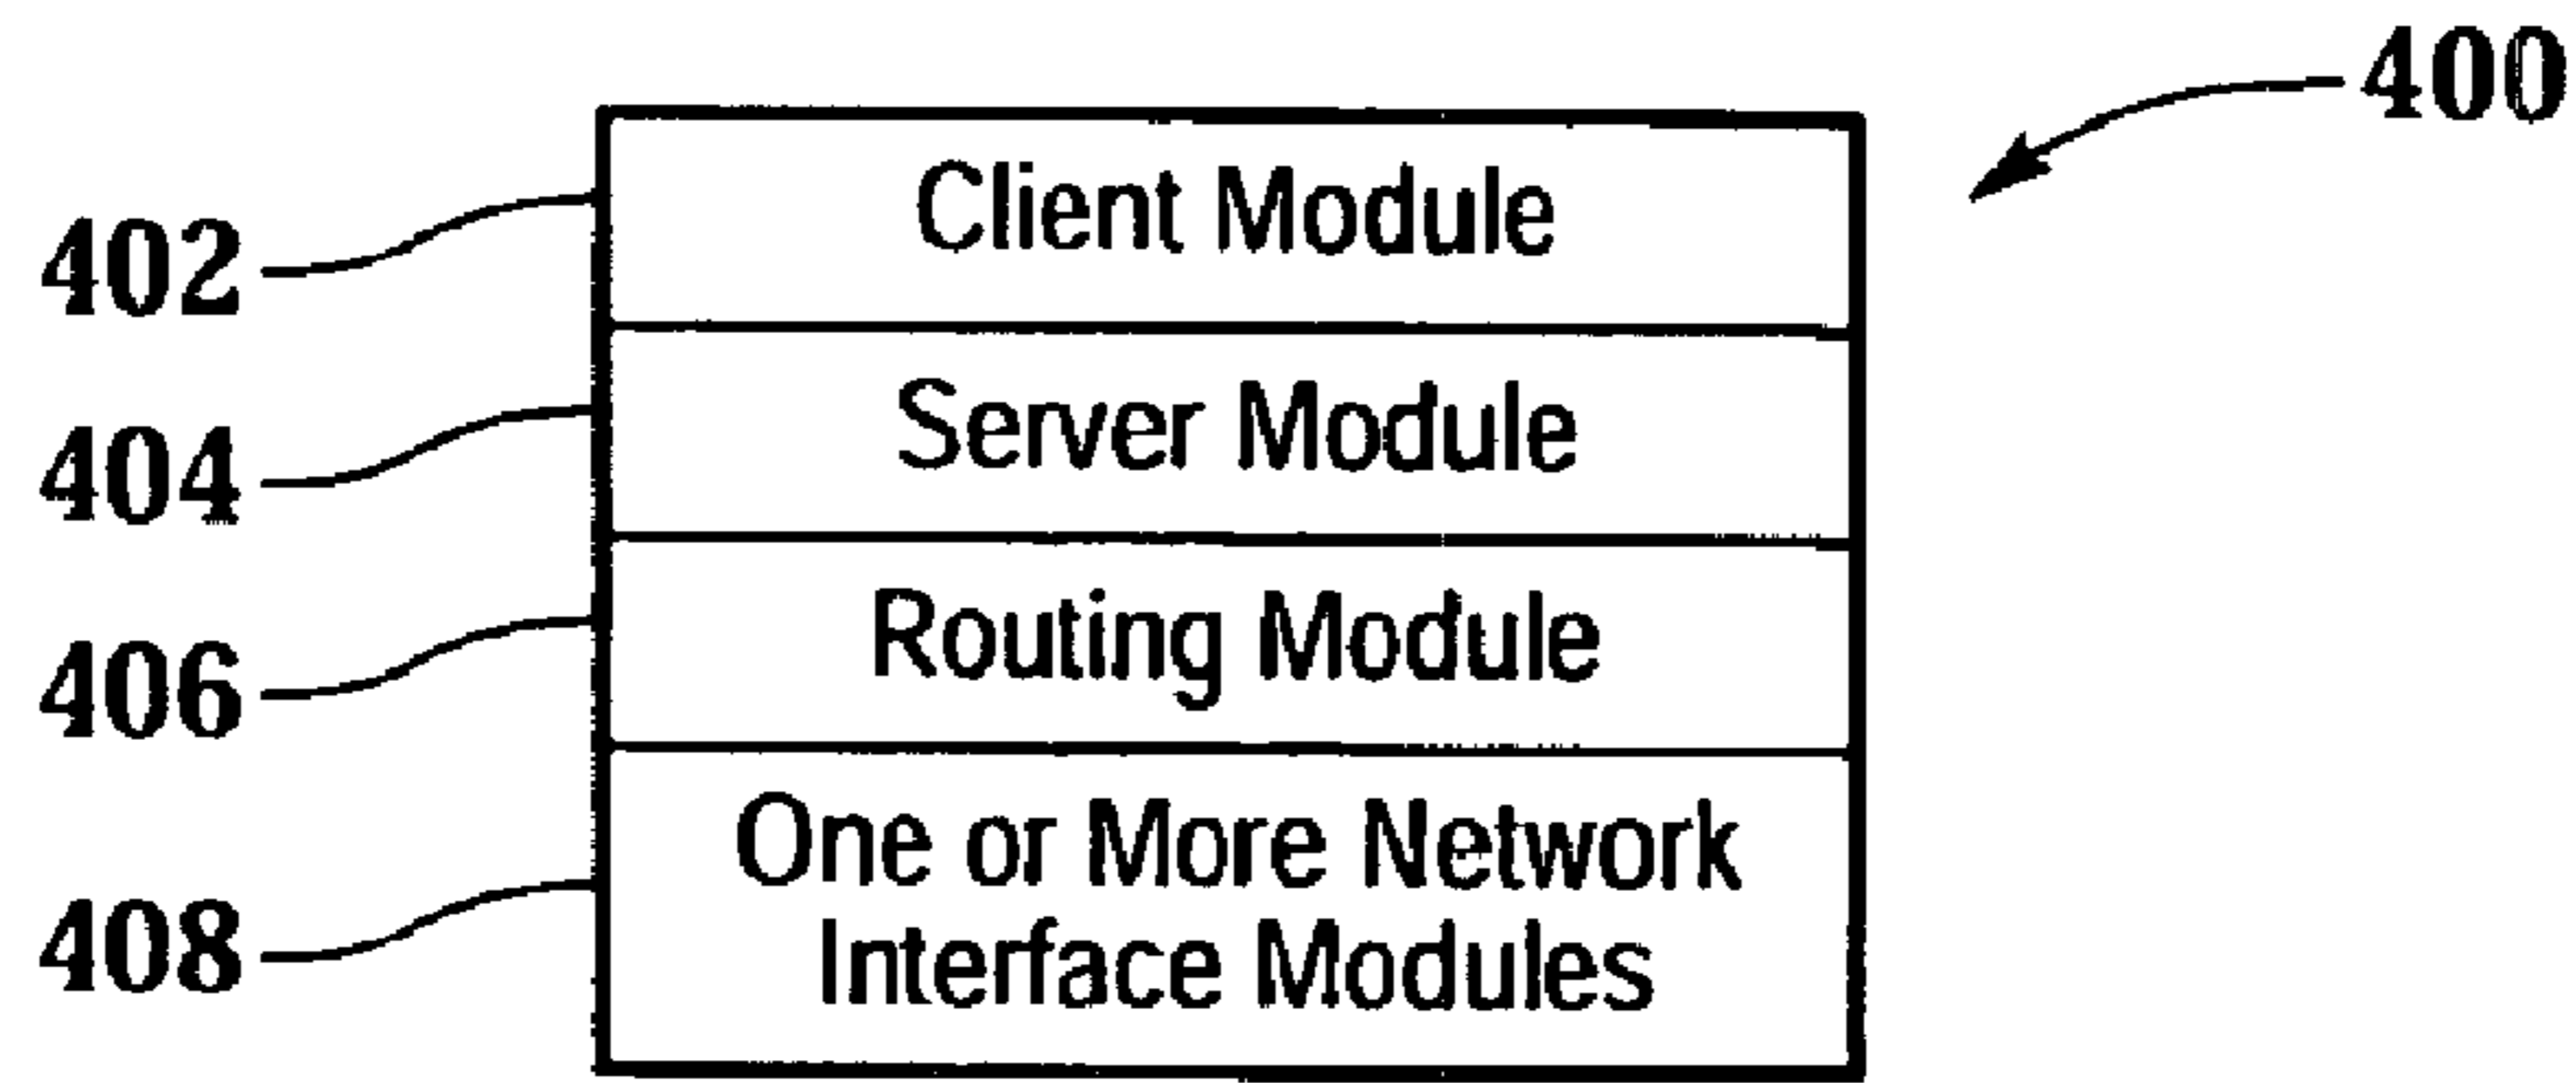 400
402
Client Module
404
Server Module
406
Routing Module
408
One or More Network
Interface Modules